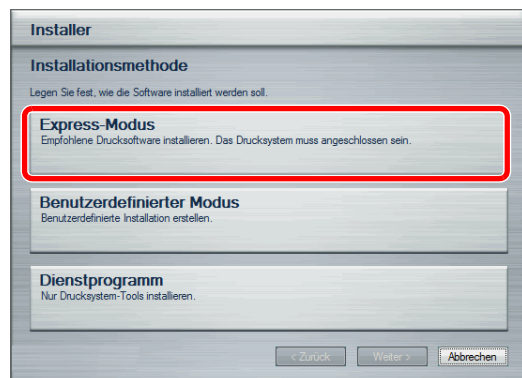 Installer
Installationsmethode
Legen Sie fest, wie die Software installiert werden soll.
Express-Modus
Empfohlene Drucksoftware installieren. Das Drucksystem muss angeschlossen sein.
Benutzerdefinierter Modus
Benutzerdefinierte Installation erstellen.
Dienstprogramm
Nur Drucksystem-Tools installieren.
< Zurück Weiter > Abbrechen